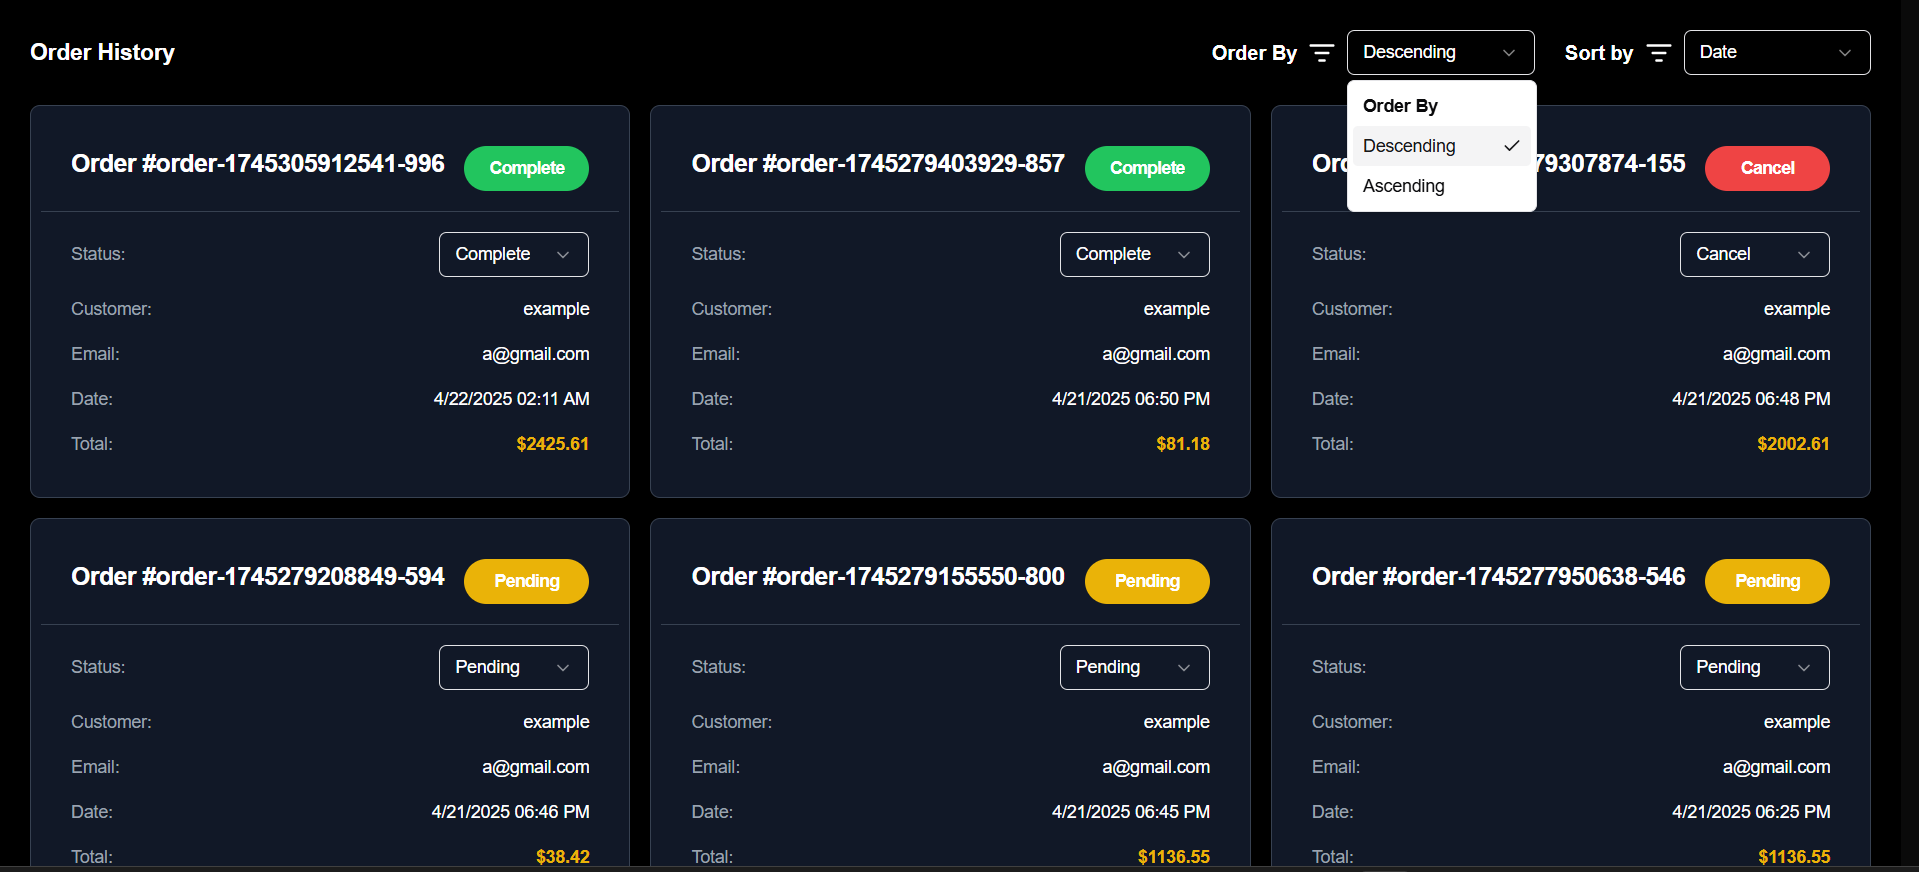 Order History
Order By
Descending
Sort by
Date
Order By
Descending
Ascending
Order #order-1745305912541-996
Complete
Status:
Complete
Customer:
example
Email:
a@gmail.com
Date:
4/22/2025 02:11 AM
Total:
$2425.61
Order #order-1745279403929-857
Complete
Status:
Complete
Customer:
example
Email:
a@gmail.com
Date:
4/21/2025 06:50 PM
Total:
$81.18
79307874-155
Cancel
Status:
Cancel
Customer:
example
Email:
a@gmail.com
Date:
4/21/2025 06:48 PM
Total:
$2002.61
Order #order-1745279208849-594
Pending
Status:
Pending
Customer:
example
Email:
a@gmail.com
Date:
4/21/2025 06:46 PM
Total:
$38.42
Order #order-1745279155550-800
Pending
Status:
Pending
Customer:
example
Email:
a@gmail.com
Date:
4/21/2025 06:45 PM
Total:
$1136.55
Order #order-1745277950638-546
Pending
Status:
Pending
Customer:
example
Email:
a@gmail.com
Date:
4/21/2025 06:25 PM
Total:
$1136.55